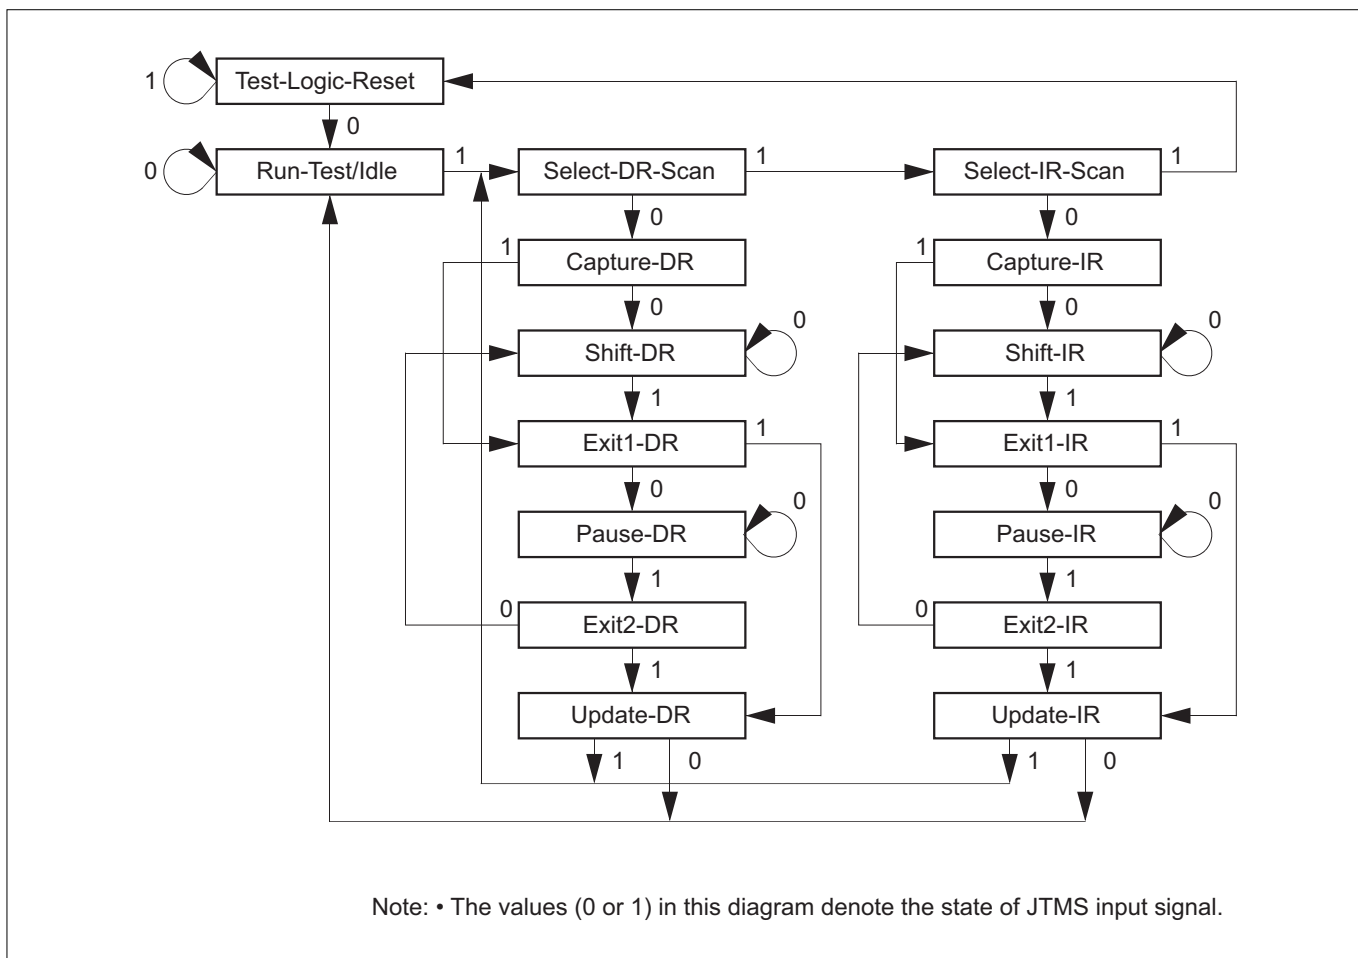 1
Test-Logic-Reset
0
0
Run-Test/Idle
1
Select-DR-Scan
1
Select-IR-Scan
1
0
0
1
Capture-DR
1
Capture-IR
0
0
Shift-DR
0
Shift-IR
0
1
1
Exit1-DR
1
Exit1-IR
1
0
0
Pause-DR
0
Pause-IR
0
1
1
0
Exit2-DR
0
Exit2-IR
1
1
Update-DR
Update-IR
1
0
1
0
Note: • The values (0 or 1) in this diagram denote the state of JTMS input signal.